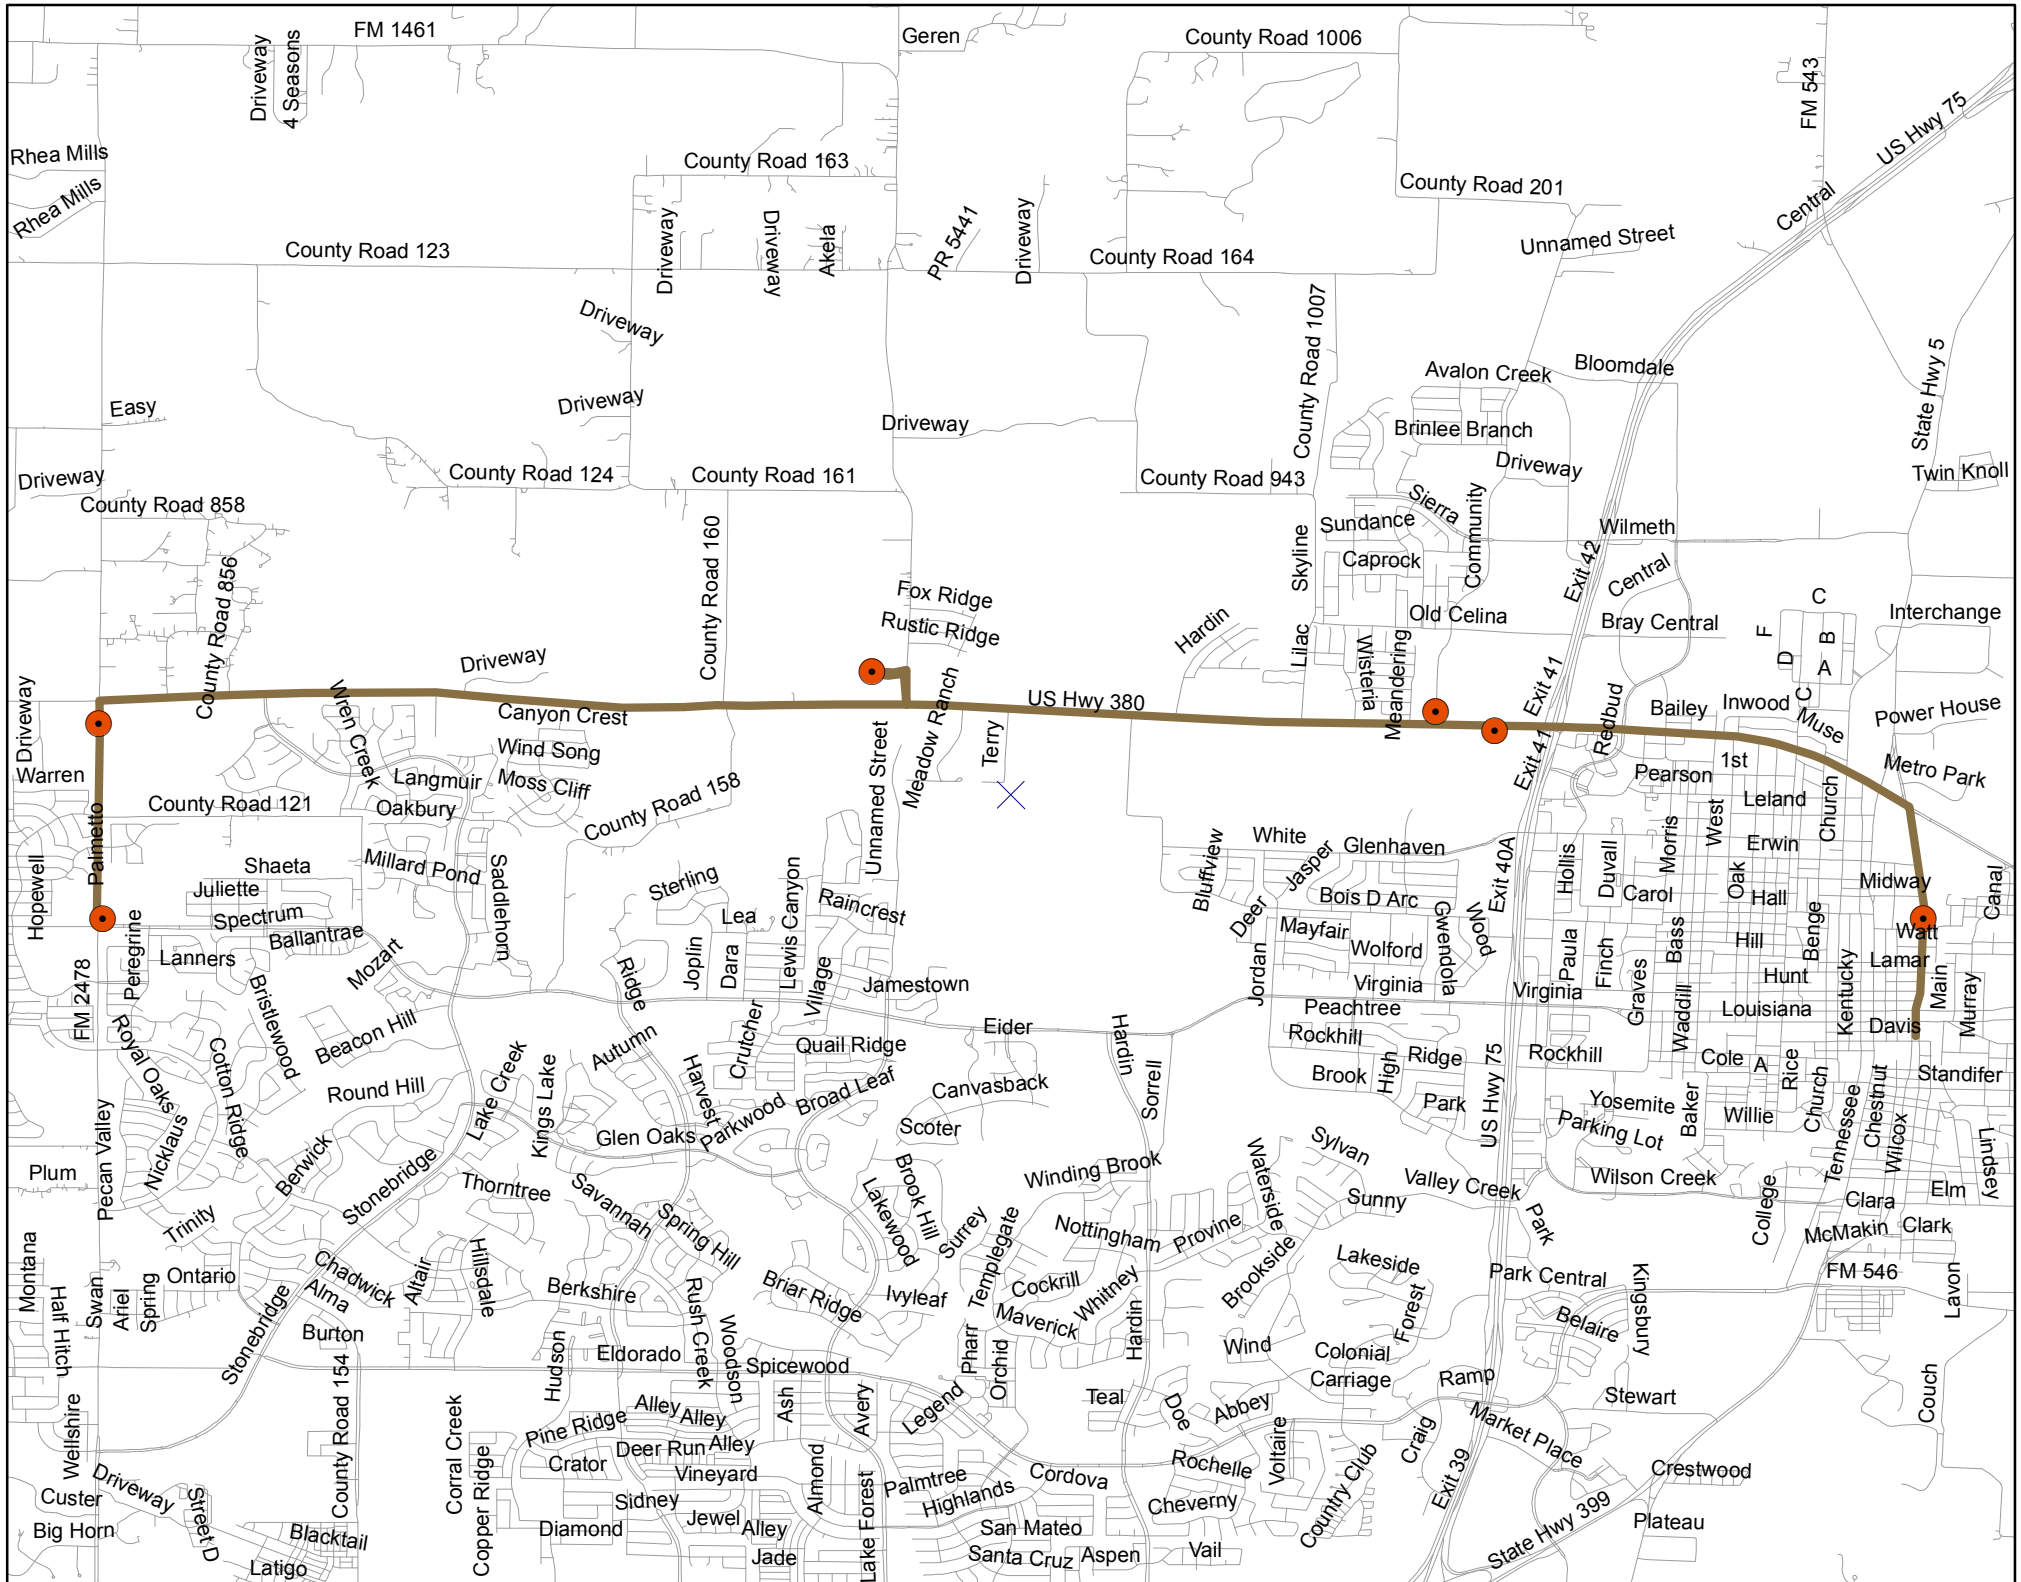 FM 1461
Geren
County Road 1006
Driveway
4 Seasons
FM 543
US Hwy 75
Rhea Mills
County Road 163
County Road 201
Rhea Mills
Central
County Road 123
Driveway
Driveway
Akela
PR 5441
Driveway
County Road 164
Unnamed Street
Driveway
County Road 1007
Avalon Creek
Bloomdale
State Hwy 5
Easy
Driveway
Driveway
Brinlee Branch
Driveway
County Road 124
County Road 161
County Road 943
Driveway
Twin Knoll
County Road 858
Sierra
Sundance
Community
Wilmeth
County Road 160
Skyline
Caprock
Exit 42
Central
County Road 856
Fox Ridge
Rustic Ridge
Hardin
Lilac
Old Celina
Bray Central
C
Interchange
F
B
D
A
Driveway
Wisteria
Meandering
Exit 41
Redbud
Driveway
Wren Creek
Canyon Crest
Meadow Ranch
US Hwy 380
Bailey
Inwood
C
Muse
Power House
Wind Song
Unnamed Street
Terry
Exit 41
1st
Warren
Langmuir
Moss Cliff
Pearson
Metro Park
County Road 121
Oakbury
County Road 158
West
Leland
Church
Palmetto
White
Glenhaven
Erwin
Morris
Hopewell
Shaeta
Millard Pond
Saddlehorn
Sterling
Lewis Canyon
Bluffview
Jasper
Exit 40A
Hollis
Duvall
Oak
Midway
Canal
Juliette
Raincrest
Bois D Arc
Carol
Hall
Spectrum
Lea
Deer
Gwendola
Wood
Benge
Watt
Peregrine
Ballantrae
Mayfair
Bass
Hill
Lanners
Mozart
Joplin
Dara
Wolford
Paula
Finch
Lamar
FM 2478
Bristlewood
Ridge
Village
Jamestown
Jordan
Virginia
Virginia
Graves
Hunt
Kentucky
Main
Murray
Royal Oaks
Beacon Hill
Autumn
Crutcher
Eider
Hardin
Peachtree
Waddill
Louisiana
Davis
Cotton Ridge
Quail Ridge
Rockhill
Ridge
US Hwy 75
Rockhill
Cole
A
Rice
Round Hill
Lake Creek
Kings Lake
Harvest
Broad Leaf
Canvasback
Sorrell
Brook
High
Standifer
Pecan Valley
Nicklaus
Glen Oaks
Parkwood
Scoter
Park
Yosemite
Parking Lot
Baker
Willie
Church
Tennessee
Chestnut
Wilcox
Lindsey
Plum
Berwick
Stonebridge
Thorntree
Savannah
Lakewood
Brook Hill
Winding Brook
Waterside
Sylvan
Valley Creek
Wilson Creek
Sunny
College
Clara
Elm
Trinity
Spring Hill
Surrey
Templegate
Nottingham
Provine
Park
McMakin
Clark
Montana
Half Hitch
Swan
Ariel
Spring
Ontario
Chadwick
Alma
Altair
Hillsdale
Berkshire
Rush Creek
Briar Ridge
Ivyleaf
Cockrill
Maverick
Whitney
Brookside
Lakeside
Forest
Park Central
Belaire
Kingsbury
FM 546
Lavon
Stonebridge
Burton
Hudson
Eldorado
Woodson
Spicewood
Pharr
Orchid
Hardin
Wind
Colonial
Carriage
Ramp
Wellshire
County Road 154
Corral Creek
Pine Ridge
Alley
Alley
Ash
Avery
Legend
Teal
Doe
Abbey
Craig
Stewart
Couch
Deer Run
Alley
Market Place
Driveway
Copper Ridge
Crator
Vineyard
Almond
Palmtree
Cordova
Rochelle
Voltaire
Country Club
Exit 39
Crestwood
Custer
Street D
Sidney
Jewel
Lake Forest
Highlands
Cheverny
Big Horn
Blacktail
Diamond
Alley
San Mateo
State Hwy 399
Plateau
Latigo
Jade
Santa Cruz
Aspen
Vail